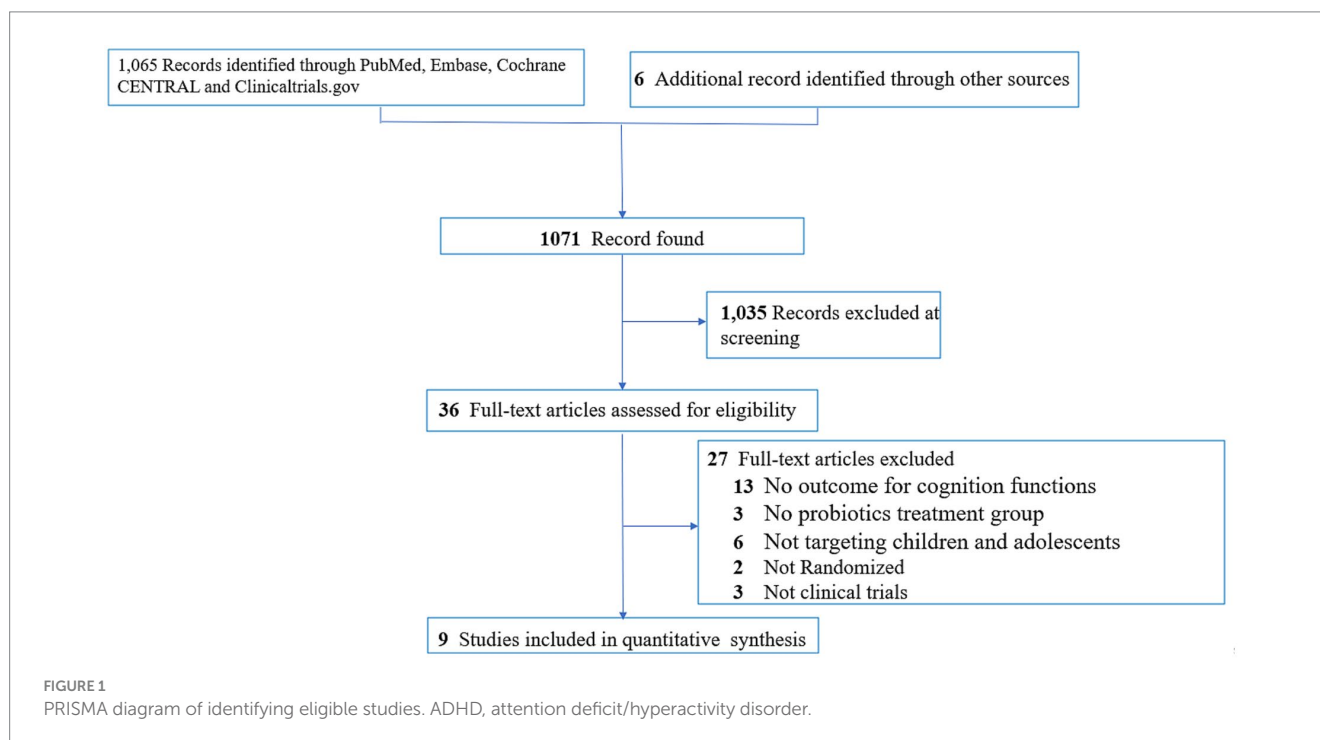 1,065 Records identified through PubMed, Embase, Cochrane
CENTRAL and Clinicaltrials.gov
6 Additional record identified through other sources
1071 Record found
1,035 Records excluded at
screening
36 Full-text articles assessed for eligibility
27 Full-text articles excluded
13 No outcome for cognition functions
3 No probiotics treatment group
6 Not targeting children and adolescents
2 Not Randomized
3 Not clinical trials
9 Studies included in quantitative synthesis
FIGURE 1
PRISMA diagram of identifying eligible studies. ADHD, attention deficit/hyperactivity disorder.